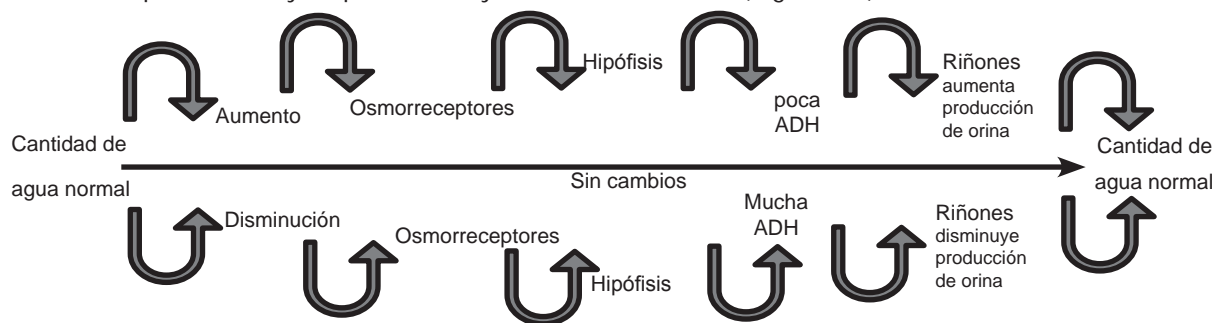 Aumento
Osmorreceptores
Hipófisis
poca
ADH
Riñones
aumenta
producción
de orina
Cantidad de
agua normal
Sin cambios
Cantidad de
agua normal
Disminución
Osmorreceptores
Hipófisis
Mucha
ADH
Riñones
disminuye
producción
de orina